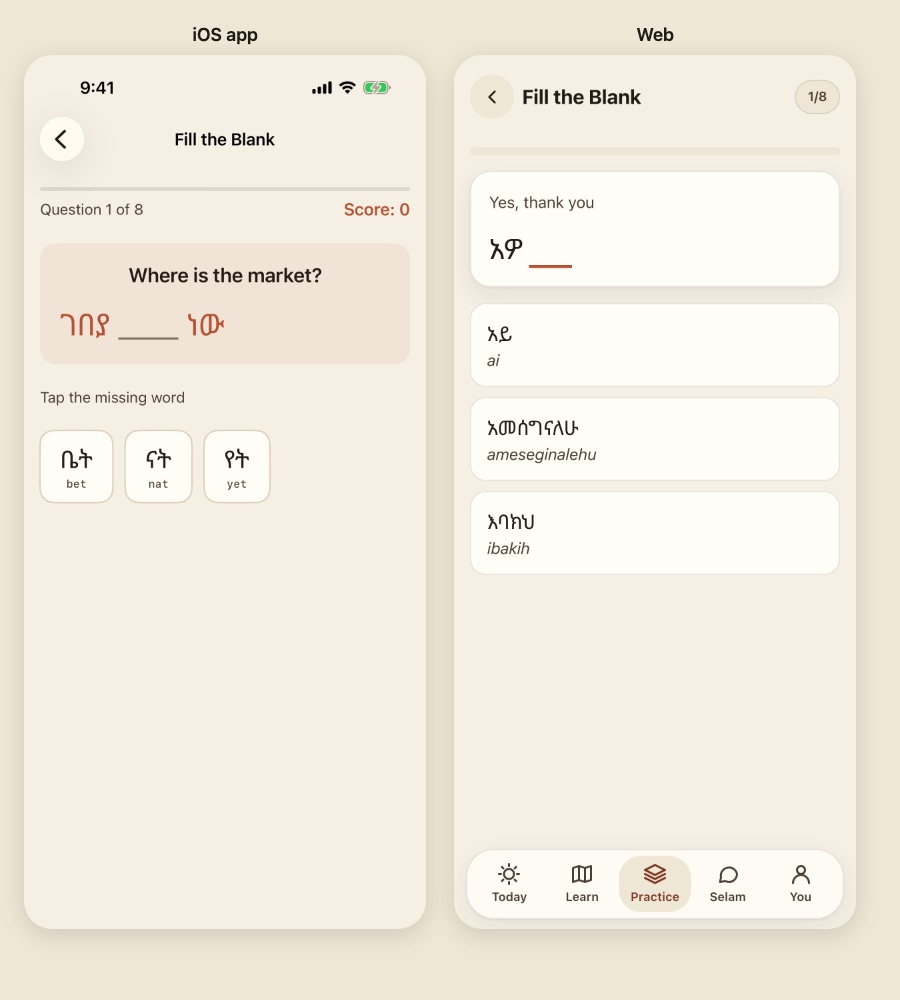 iOS app
9:41
Fill the Blank
Question 1 of 8
Score: 0
Where is the market?
ገበያ ____ ነው
Tap the missing word
ቤት
bet
ናት
nat
የት
yet
Web
Fill the Blank
1/8
Yes, thank you
አዎ ___
አይ
ai
አመሰግናለሁ
ameseginalehu
እባክህ
ibakih
Today
Learn
Practice
Selam
You